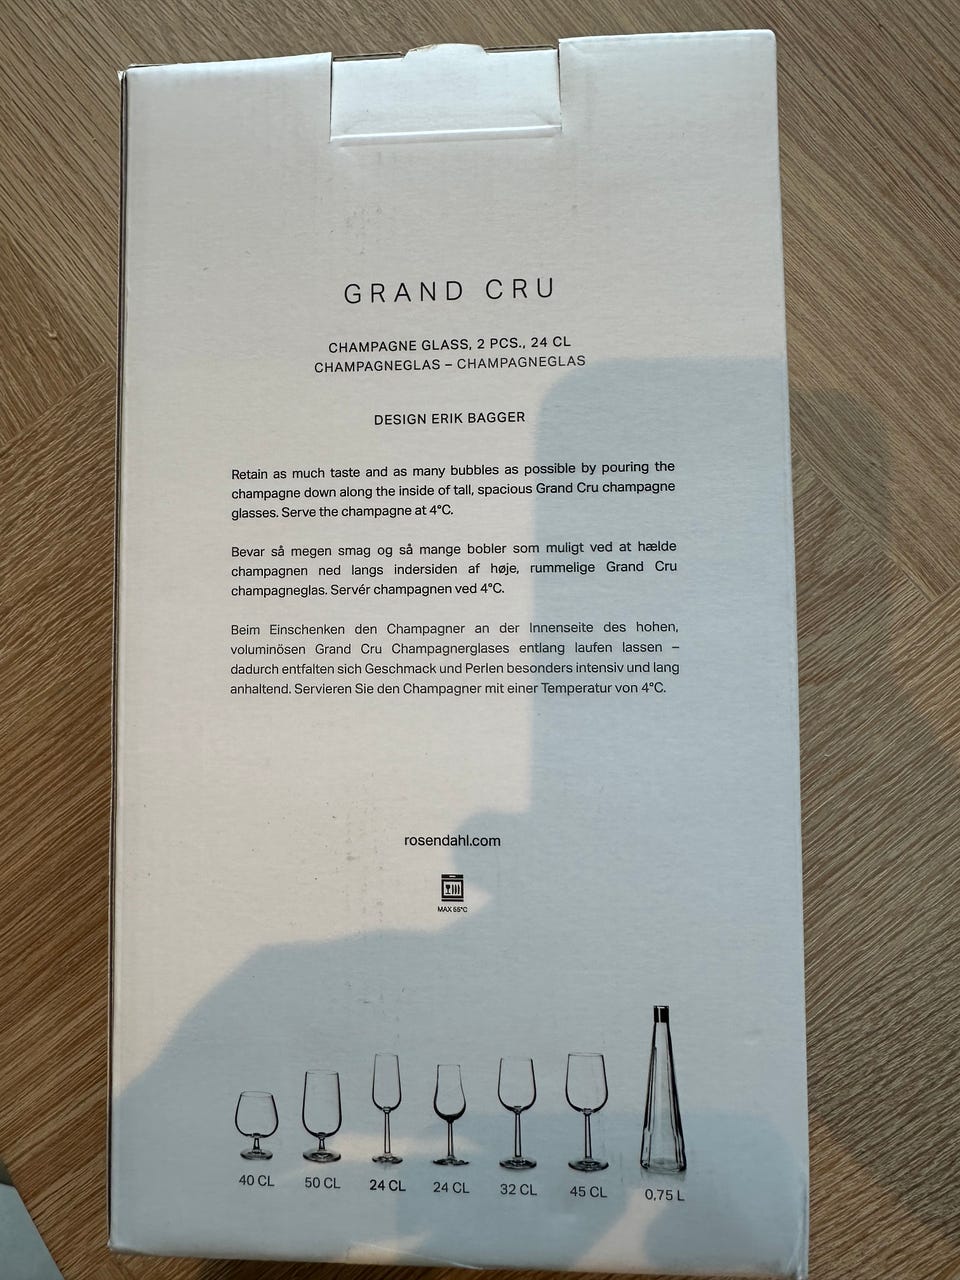 GRAND CRU
CHAMPAGNE GLASS, 2 PCS., 24 CL
CHAMPAGNEGLAS – CHAMPAGNEGLAS
DESIGN ERIK BAGGER
Retain as much taste and as many bubbles as possible by pouring the
champagne down along the inside of tall, spacious Grand Cru champagne
glasses. Serve the champagne at 4°C.
Bevar så megen smag og så mange bobler som muligt ved at hælde
champagnen ned langs indersiden af høje, rummelige Grand Cru
champagneglas. Servér champagnen ved 4°C.
Beim Einschenken den Champagner an der Innenseite des hohen,
voluminösen Grand Cru Champagnerglases entlang laufen lassen –
dadurch entfalten sich Geschmack und Perlen besonders intensiv und lang
anhaltend. Servieren Sie den Champagner mit einer Temperatur von 4°C.
rosendahl.com
MAX 55°C
40 CL 50 CL 24 CL 24 CL 32 CL 45 CL 0,75 L